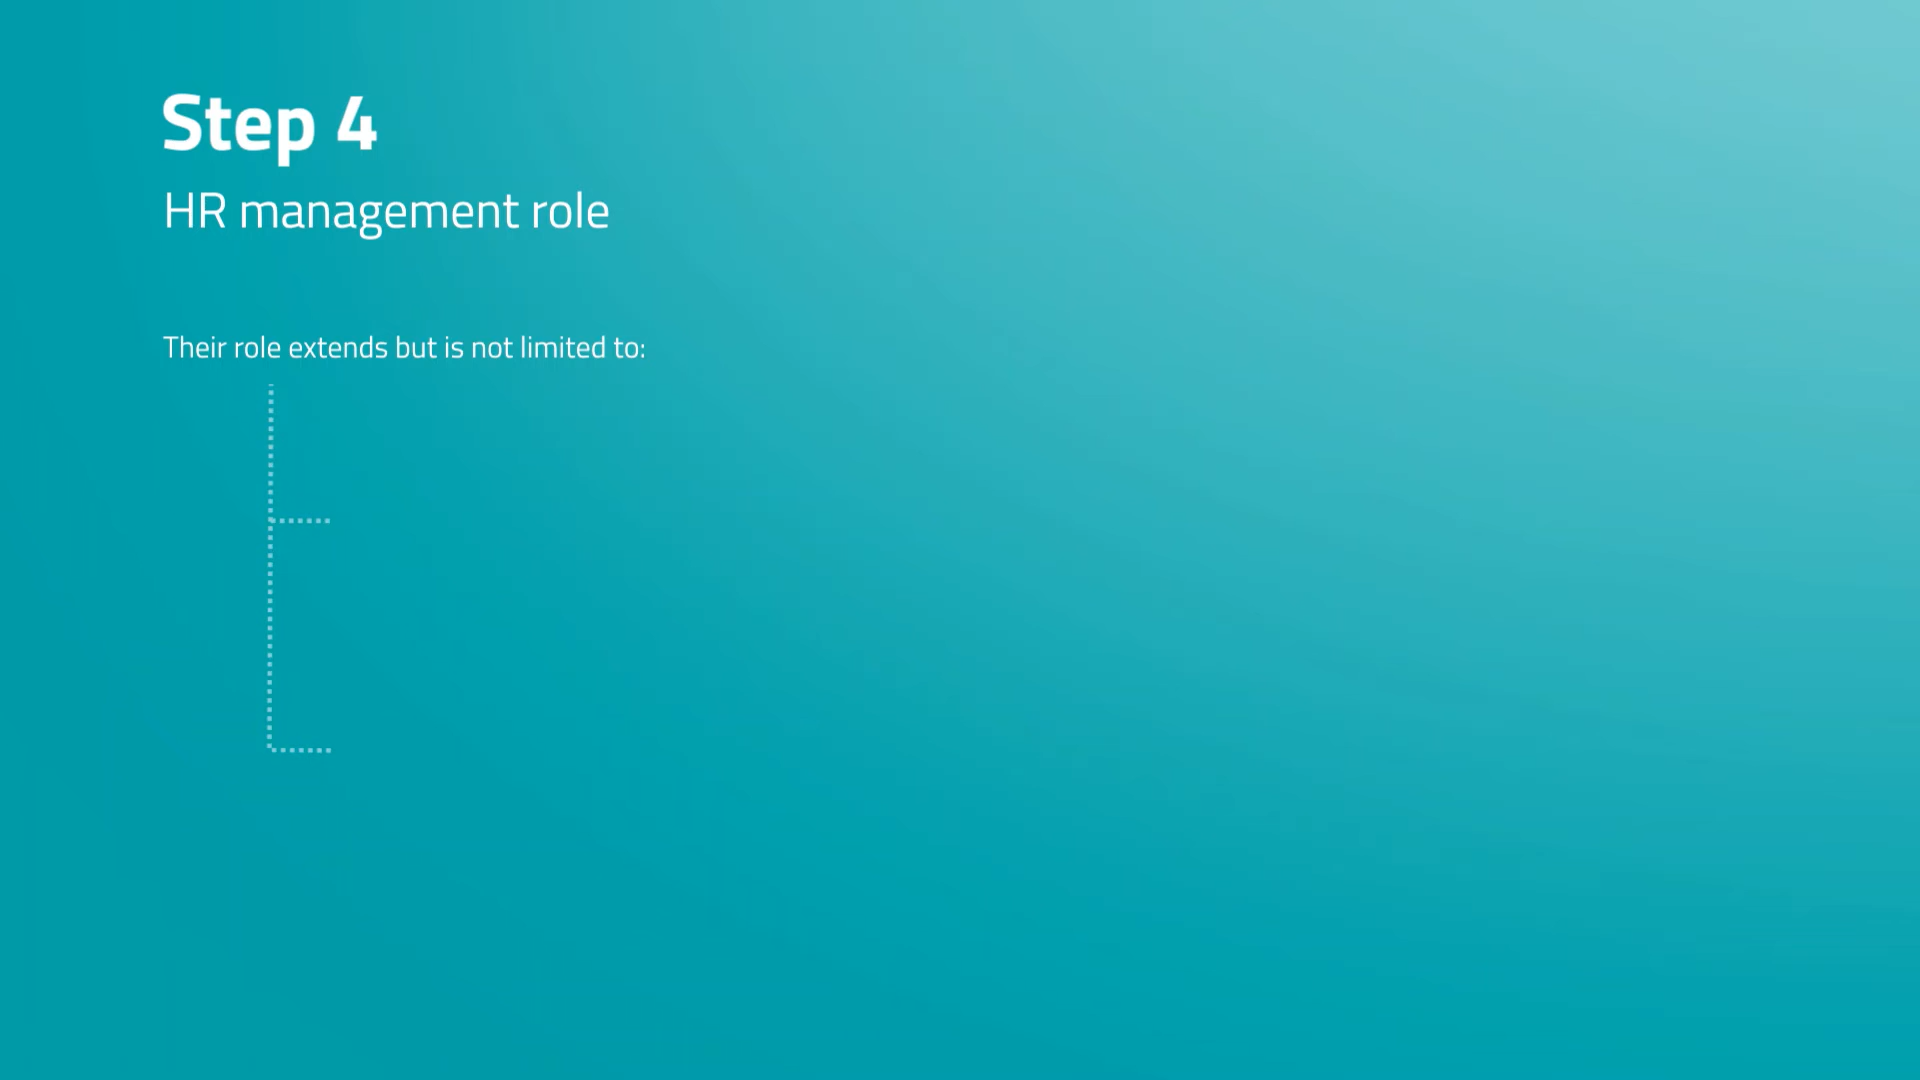 Step 4
HR management role
Their role extends but is not limited to: